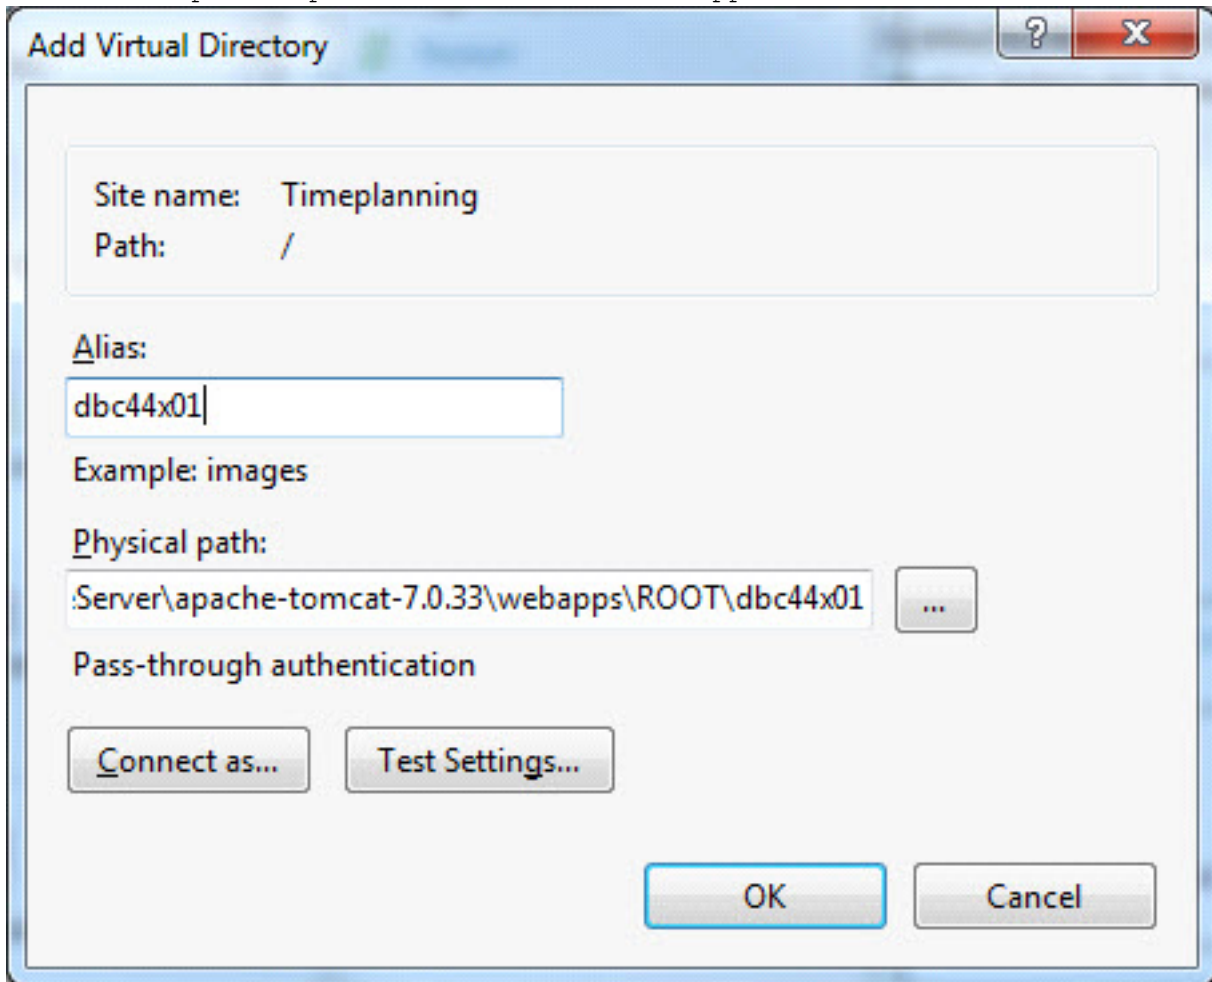 Add Virtual Directory
Site name: Timeplanning
Path: /
Alias:
dbc44x01
Example: images
Physical path:
:Server\apache-tomcat-7.0.33\webapps\ROOT\dbc44x01
...
Pass-through authentication
Connect as... Test Settings...
OK Cancel